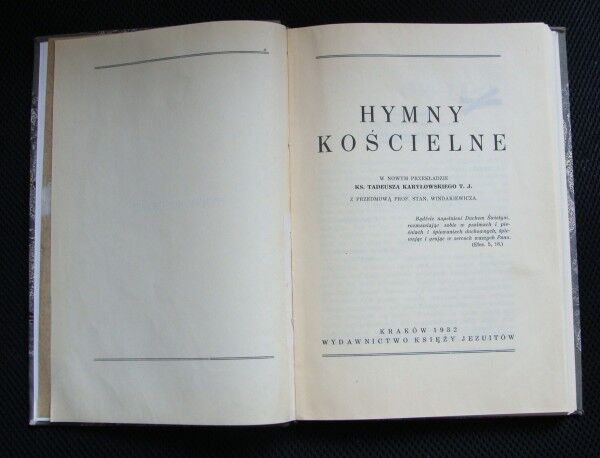 HYMNY
KOŚCIELNE
W NOWYM PRZEKŁADZIE
KS. TADEUSZA KARYŁOWSKIEGO T. J.
Z PRZEDMOWĄ PROF. STAN. WINDAKIEWICZA.
Bądźcie napełnieni Duchem Świętym,
rozmawiając sobie w psalmach i pie-
śniach i śpiewaniach duchownych, śpie-
wając i grając w sercach waszych Panu.
(Efez. 5, 18.)
KRAKÓW 1932
WYDAWNICTWO KSIĘŻY JEZUITÓW